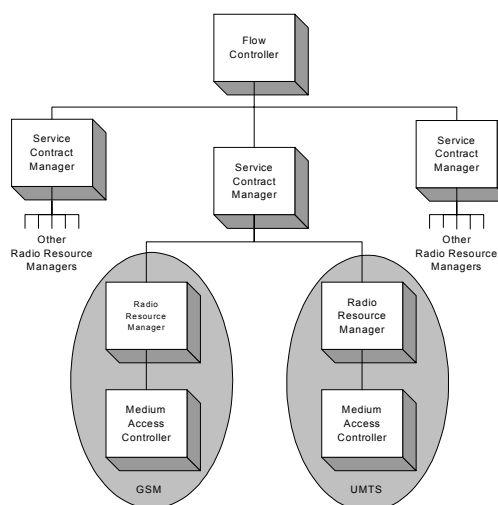 Flow
Controller
Service
Contract
Manager
Service
Contract
Manager
Service
Contract
Manager
Other
Radio Resource
Managers
Other
Radio Resource
Managers
Radio
Resource
Manager
Radio
Resource
Manager
Medium
Access
Controller
Medium
Access
Controller
GSM
UMTS